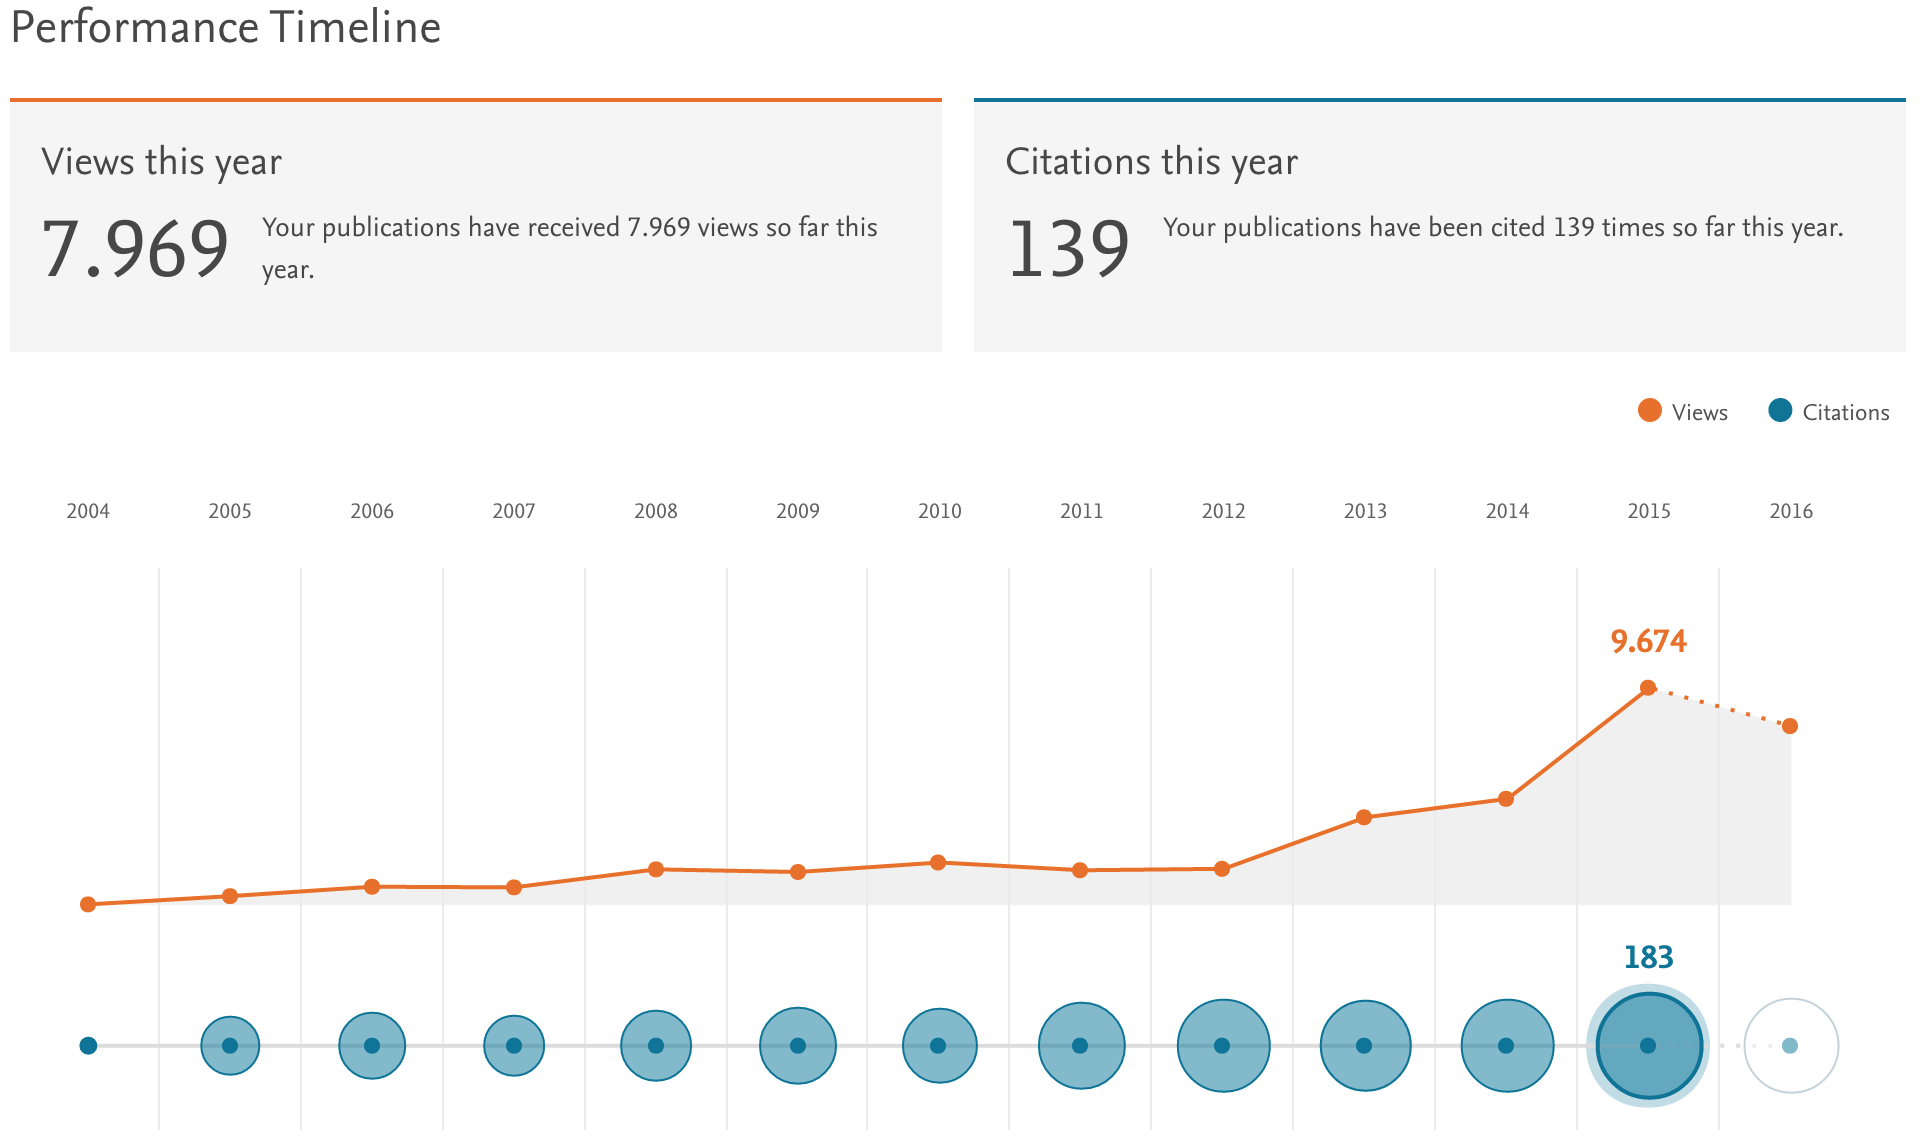 Performance Timeline
Views this year
7.969
Your publications have received 7.969 views so far this
year.
Citations this year
139
Your publications have been cited 139 times so far this year.
Views
Citations
2004 2005 2006 2007 2008 2009 2010 2011 2012 2013 2014 2015 2016
9.674
183